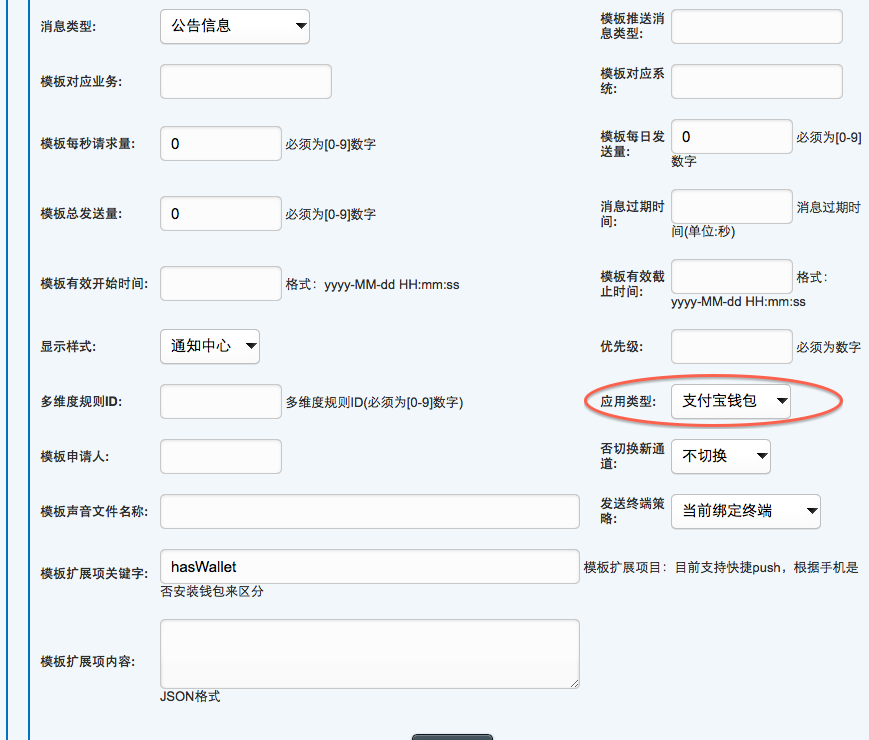 消息类型:
公告信息
模板推送消
息类型:
模板对应业务:
模板对应系
统:
模板每秒请求量:
0
必须为[0-9]数字
模板每日发
送量:
0
必须为[0-9]
数字
模板总发送量:
0
必须为[0-9]数字
消息过期时
间:
消息过期时
间(单位:秒)
模板有效开始时间:
格式：yyyy-MM-dd HH:mm:ss
模板有效截
止时间:
格式：
yyyy-MM-dd HH:mm:ss
显示样式:
通知中心
优先级:
必须为数字
多维度规则ID:
多维度规则ID(必须为[0-9]数字)
应用类型:
支付宝钱包
模板申请人:
否切换新通
道:
不切换
模板声音文件名称:
发送终端策
略:
当前绑定终端
模板扩展项关键字:
hasWallet
模板扩展项目：目前支持快捷push，根据手机是
否安装钱包来区分
模板扩展项内容:
JSON格式